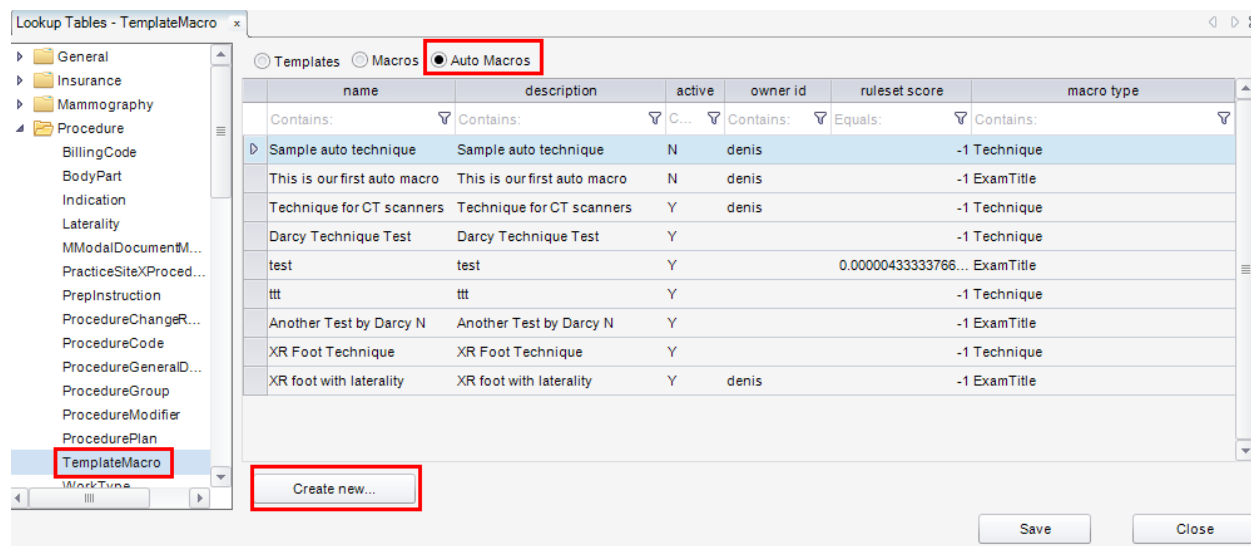 Lookup Tables - TemplateMacro x
General
Insurance
Mammography
Procedure
BillingCode
BodyPart
Indication
Laterality
MModalDocumentM...
PracticeSiteXProced...
PrepInstruction
ProcedureChangeR...
ProcedureCode
ProcedureGeneralD...
ProcedureGroup
ProcedureModifier
ProcedurePlan
TemplateMacro
WorkType
Templates Macros Auto Macros
name description active owner id ruleset score macro type
Contains: Contains: C... Contains: Equals: Contains:
Sample auto technique Sample auto technique N denis -1 Technique
This is our first auto macro This is our first auto macro N denis -1 ExamTitle
Technique for CT scanners Technique for CT scanners Y denis -1 Technique
Darcy Technique Test Darcy Technique Test Y -1 Technique
test test Y 0.00000433333766... ExamTitle
ttt ttt Y -1 Technique
Another Test by Darcy N Another Test by Darcy N Y -1 ExamTitle
XR Foot Technique XR Foot Technique Y -1 Technique
XR foot with laterality XR foot with laterality Y denis -1 ExamTitle
Create new...
Save Close